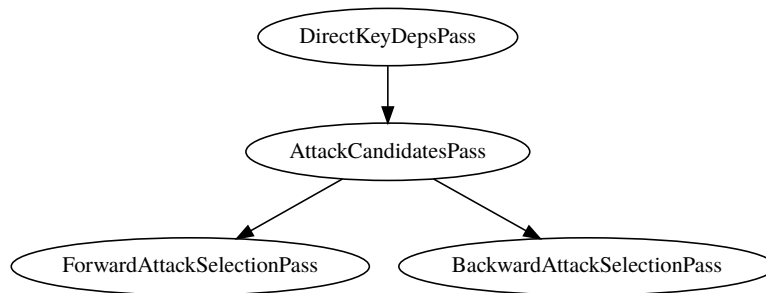 DirectKeyDepsPass
AttackCandidatesPass
ForwardAttackSelectionPass
BackwardAttackSelectionPass